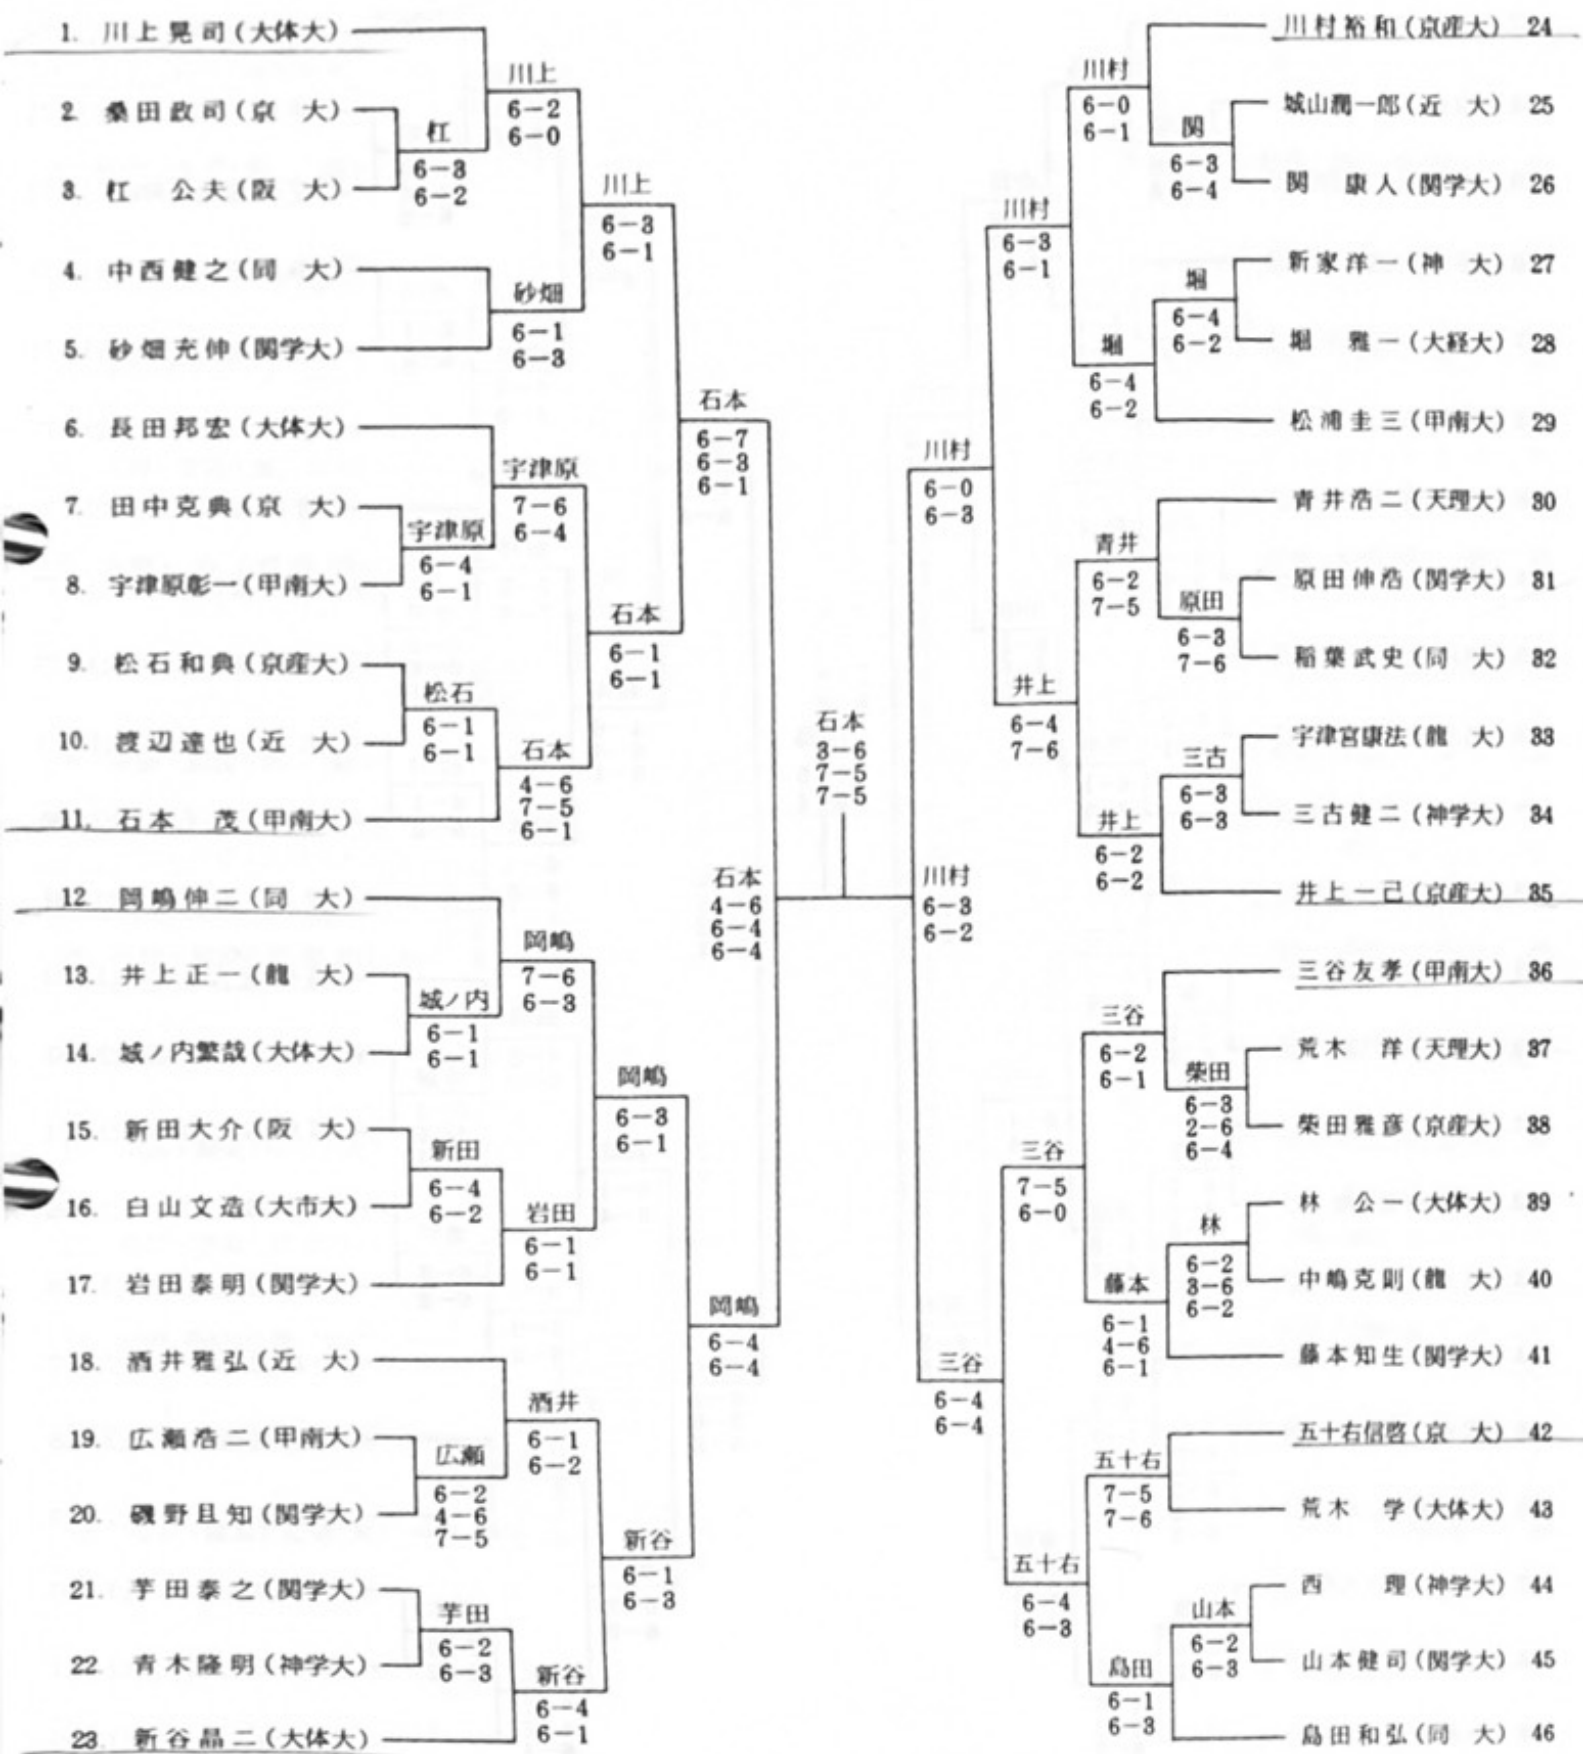 1. 川上晃司(大体大)
2. 桑田政司(京 大)
3. 杠 公夫(阪 大)
4. 中西健之(同 大)
5. 砂畑充伸(関学大)
6. 長田邦宏(大体大)
7. 田中克典(京 大)
8. 宇津原彰一(甲南大)
9. 松石和典(京産大)
10. 渡辺達也(近 大)
11. 石本 茂(甲南大)
12. 岡嶋伸二(同 大)
13. 井上正一(龍 大)
14. 城ノ内繁哉(大体大)
15. 新田大介(阪 大)
16. 白山文造(大市大)
17. 岩田泰明(関学大)
18. 酒井雅弘(近 大)
19. 広瀬浩二(甲南大)
20. 磯野且知(関学大)
21. 芋田泰之(関学大)
22. 青木隆明(神学大)
23. 新谷晶二(大体大)
杠
6-3
6-2
宇津原
6-4
6-1
松石
6-1
6-1
城ノ内
6-1
6-1
新田
6-4
6-2
広瀬
6-2
4-6
7-5
芋田
6-2
6-3
川上
6-2
6-0
砂畑
6-1
6-3
宇津原
7-6
6-4
石本
4-6
7-5
6-1
岡嶋
7-6
6-3
岩田
6-1
6-1
酒井
6-1
6-2
新谷
6-4
6-1
川上
6-3
6-1
石本
6-1
6-1
岡嶋
6-3
6-1
新谷
6-1
6-3
石本
6-7
6-3
6-1
岡嶋
6-4
6-4
石本
4-6
6-4
6-4
石本
3-6
7-5
7-5
川村
6-3
6-2
川村
6-0
6-3
三谷
6-4
6-4
川村
6-3
6-1
井上
6-4
7-6
三谷
7-5
6-0
五十右
6-4
6-3
川村
6-0
6-1
堀
6-4
6-2
青井
6-2
7-5
井上
6-2
6-2
三谷
6-2
6-1
藤本
6-1
4-6
6-1
五十右
7-5
7-6
島田
6-1
6-3
関
6-3
6-4
堀
6-4
6-2
原田
6-3
7-6
三古
6-3
6-3
柴田
6-3
2-6
6-4
林
6-2
3-6
6-2
山本
6-2
6-3
川村裕和(京産大) 24
城山潤一郎(近 大) 25
関 康人(関学大) 26
新家洋一(神 大) 27
堀 雅一(大経大) 28
松浦圭三(甲南大) 29
青井浩二(天理大) 30
原田伸浩(関学大) 31
稲葉武史(同 大) 32
宇津宮康法(龍 大) 33
三古健二(神学大) 34
井上一己(京産大) 35
三谷友孝(甲南大) 36
荒木 洋(天理大) 37
柴田雅彦(京産大) 38
林 公一(大体大) 39
中嶋克則(龍 大) 40
藤本知生(関学大) 41
五十右信啓(京 大) 42
荒木 学(大体大) 43
西 理(神学大) 44
山本健司(関学大) 45
島田和弘(同 大) 46